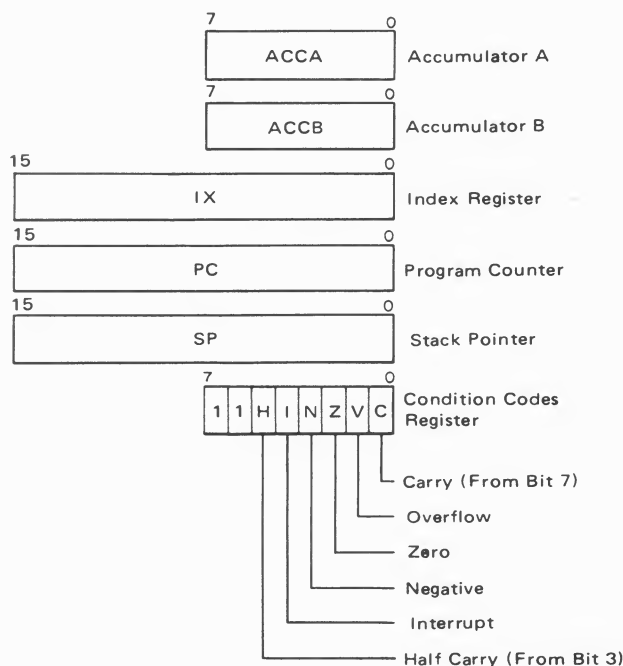 7 0
ACCA Accumulator A
7 0
ACCB Accumulator B
15 0
IX Index Register
15 0
PC Program Counter
15 0
SP Stack Pointer
7 0
1 1 H I N Z V C Condition Codes
Register
Carry (From Bit 7)
Overflow
Zero
Negative
Interrupt
Half Carry (From Bit 3)